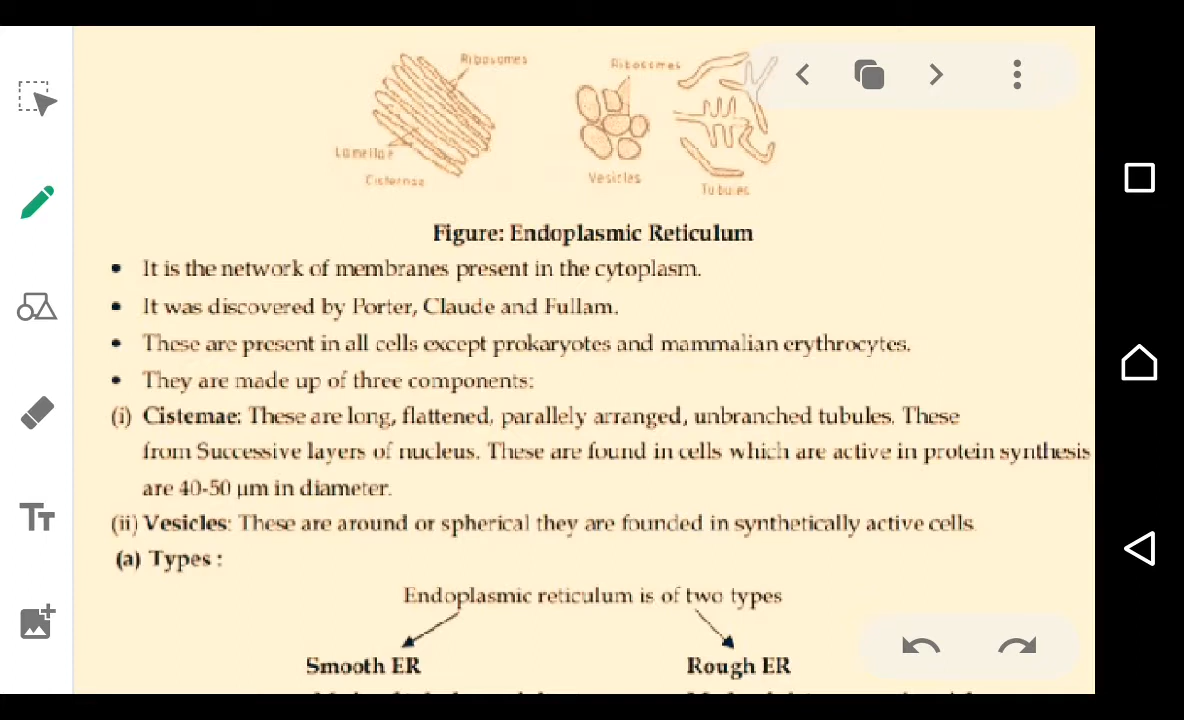 Ribosomes
Ribosomes
Lamellae
Cisternae
Vesicles
Tubules
Figure: Endoplasmic Reticulum
• It is the network of membranes present in the cytoplasm.
• It was discovered by Porter, Claude and Fullam.
• These are present in all cells except prokaryotes and mammalian erythrocytes.
• They are made up of three components:
(i) Cistemae: These are long, flattened, parallely arranged, unbranched tubules. These
from Successive layers of nucleus. These are found in cells which are active in protein synthesis
are 40-50 µm in diameter.
(ii) Vesicles: These are around or spherical they are founded in synthetically active cells
(a) Types :
Endoplasmic reticulum is of two types
Smooth ER Rough ER
Tт